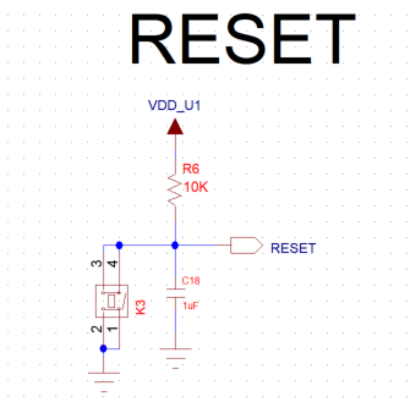 RESET
VDD_U1
R6
10K
RESET
3
4
C18
1uF
K3
2
1